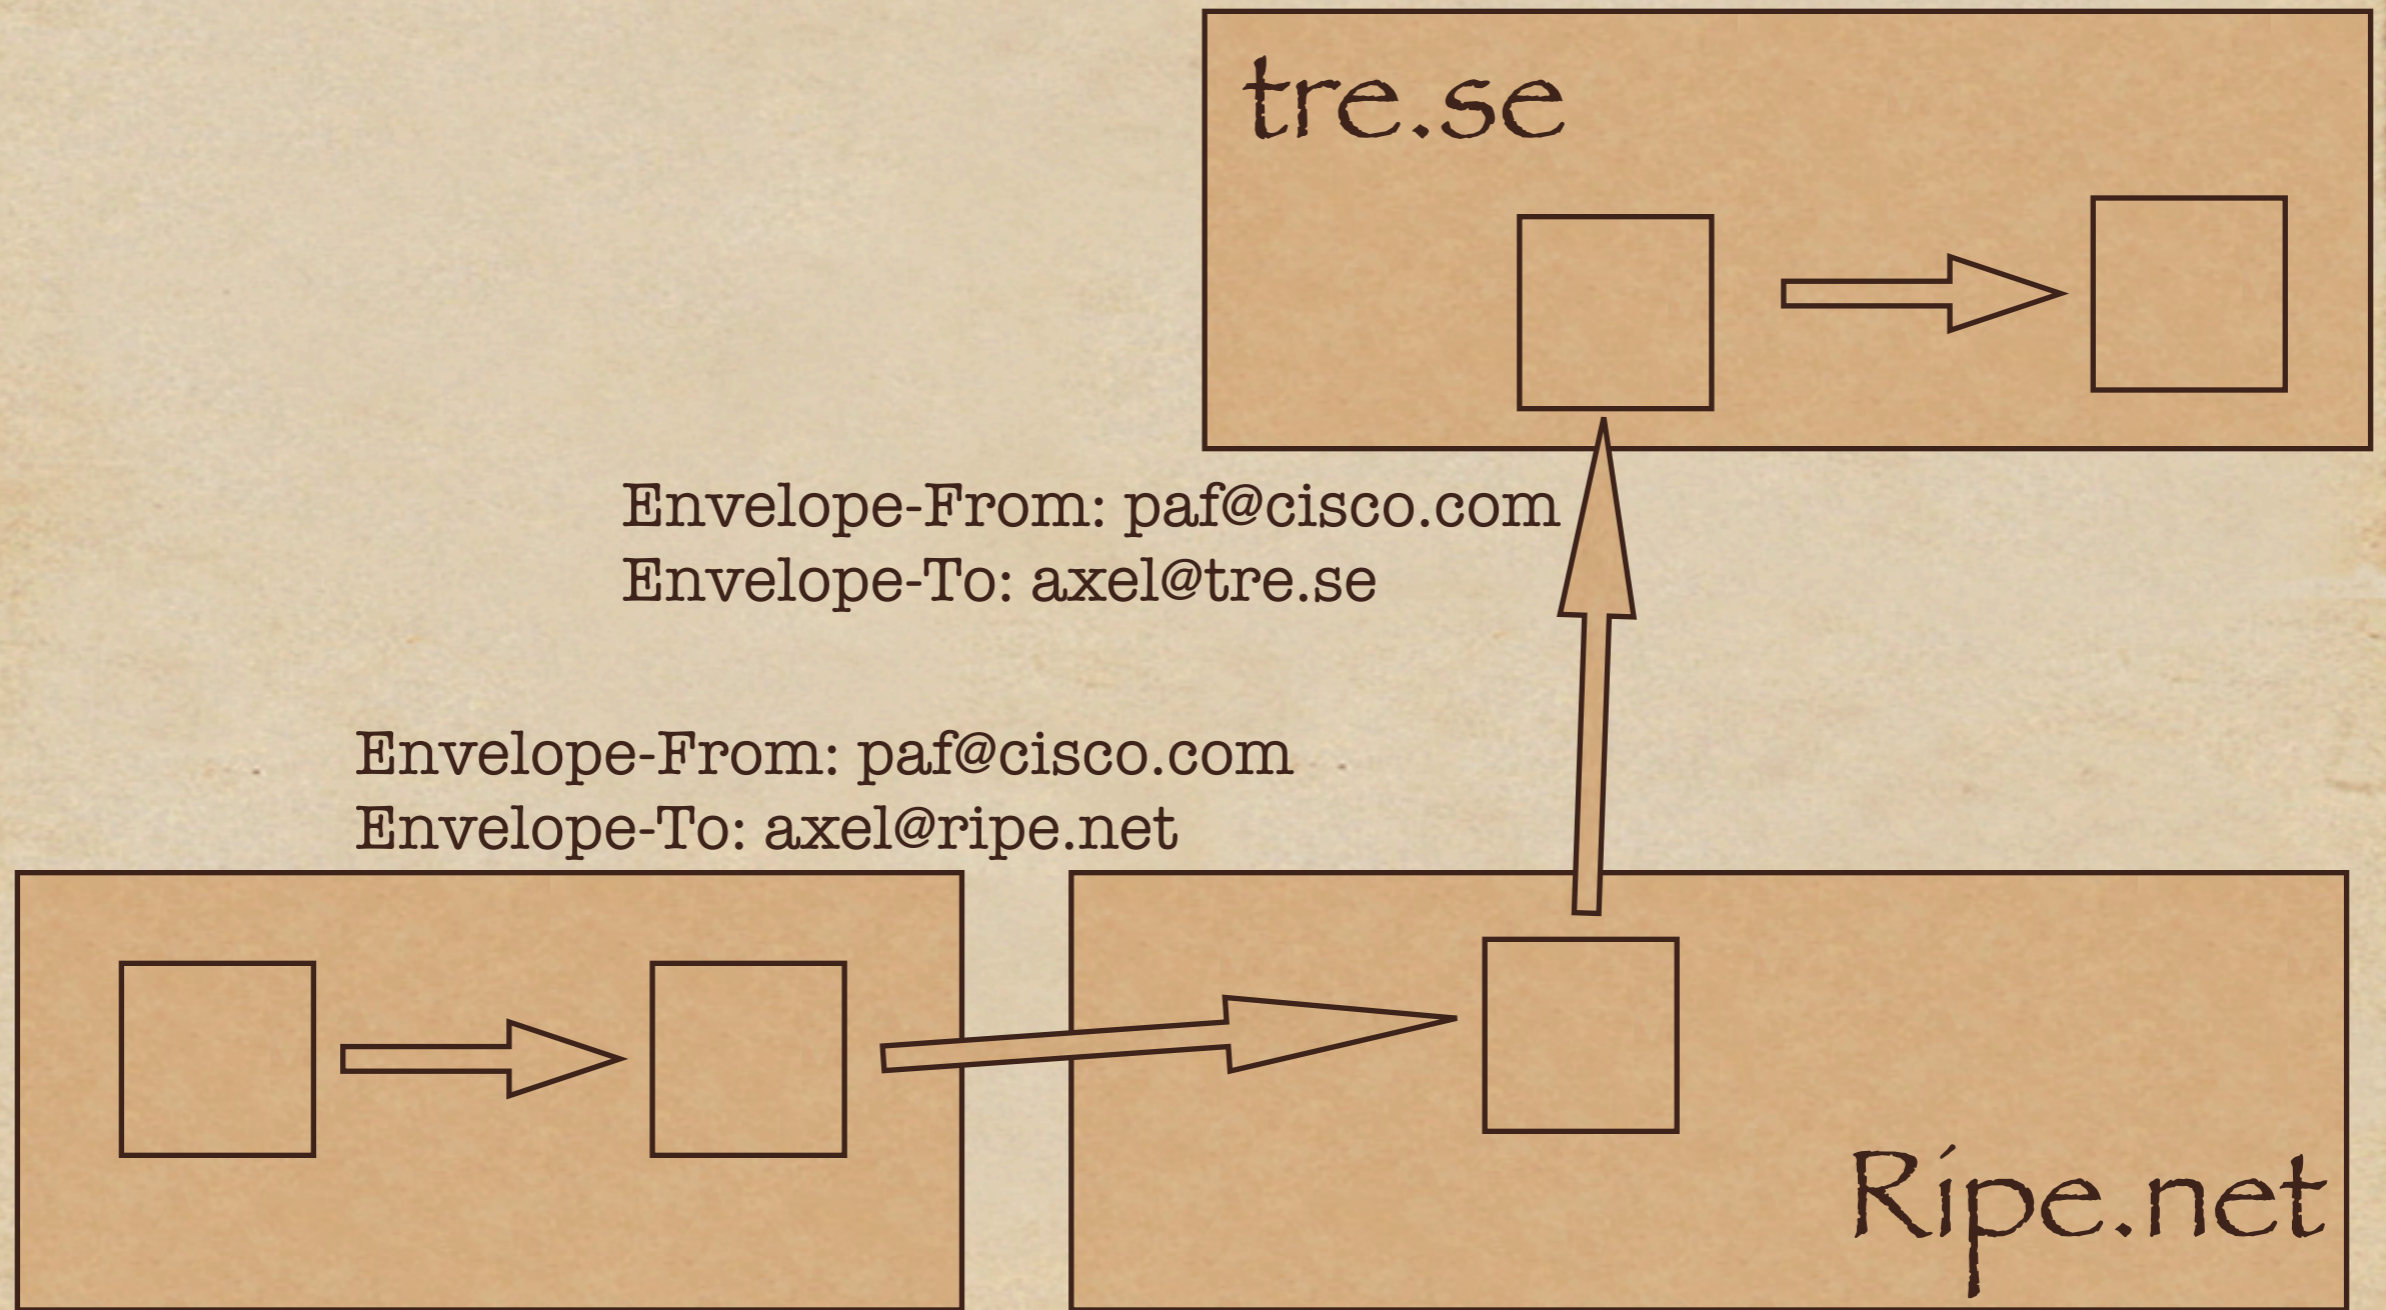 tre.se
Envelope-From: paf@cisco.com
Envelope-To: axel@tre.se
Envelope-From: paf@cisco.com
Envelope-To: axel@ripe.net
Ripe.net